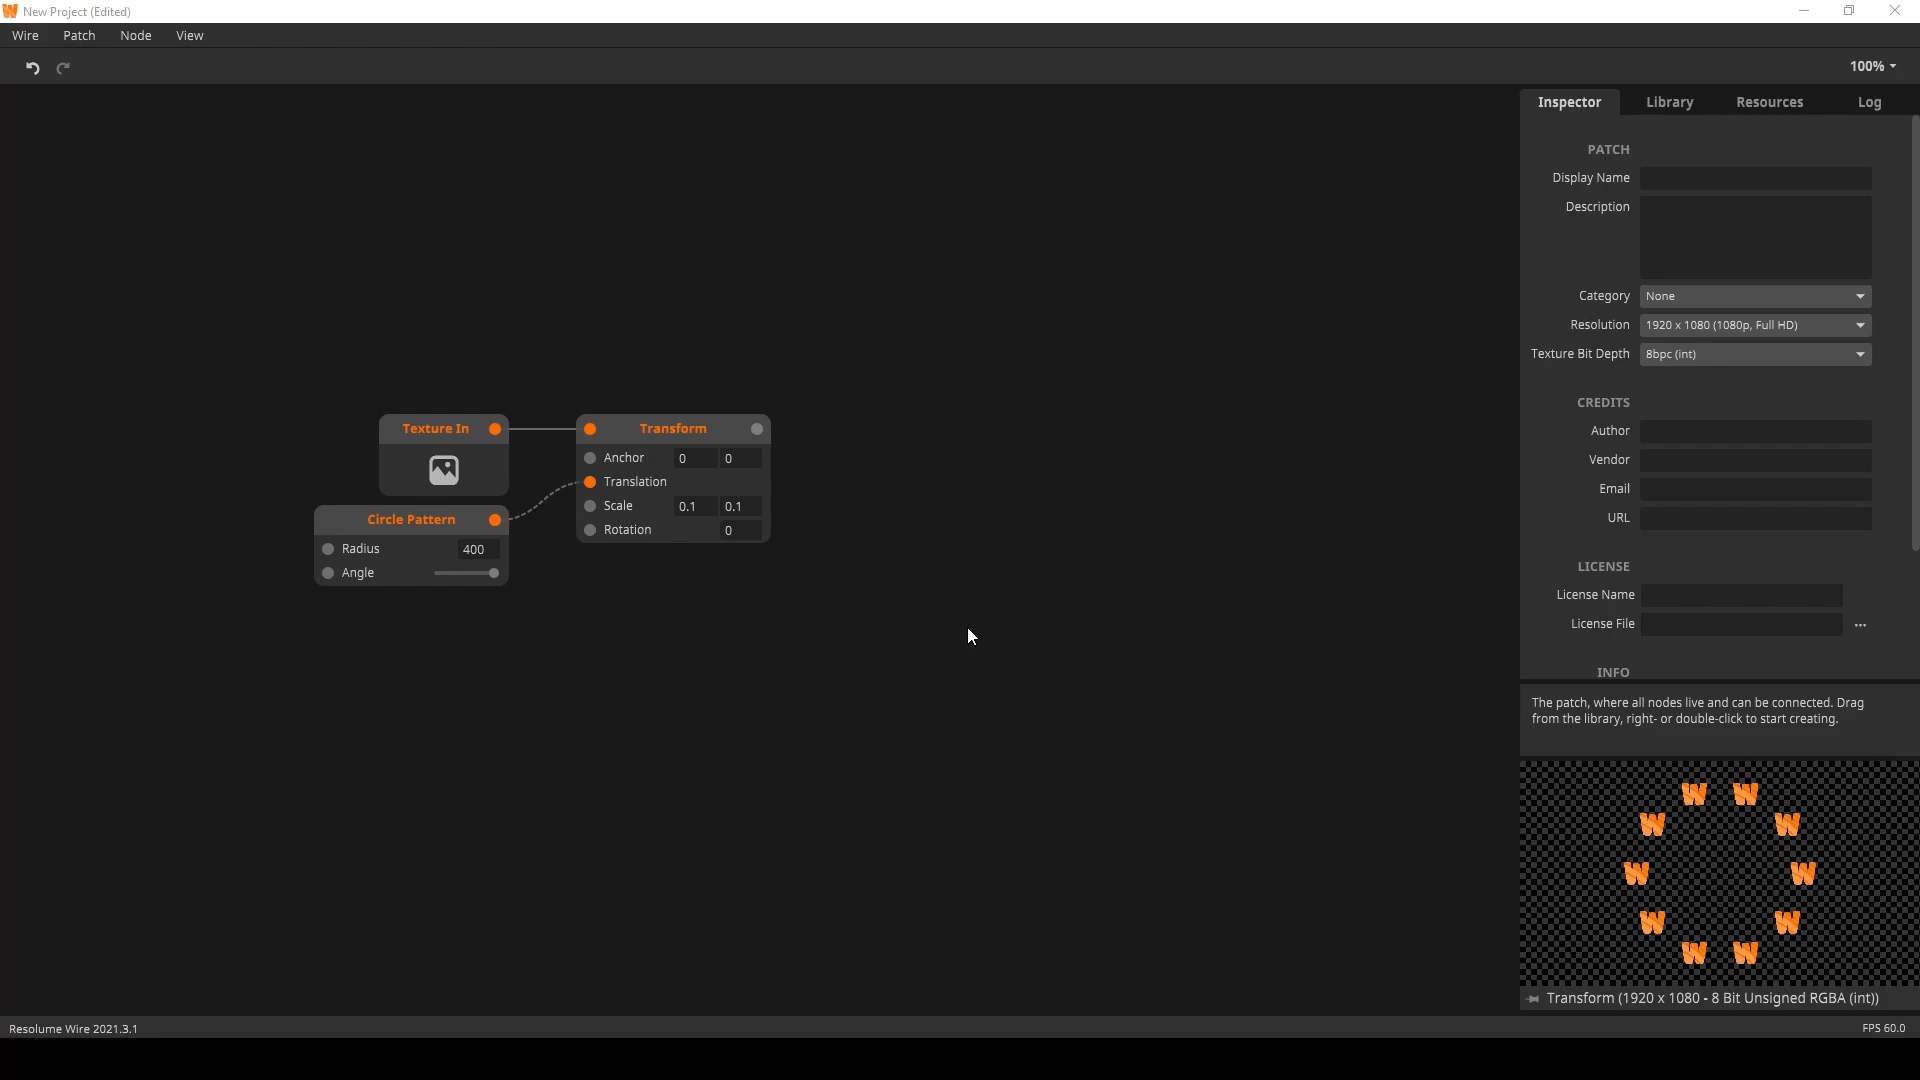 New Project (Edited)
Wire Patch Node View
100%
Inspector Library Resources Log
PATCH
Display Name
Description
Category None
Resolution 1920 x 1080 (1080p, Full HD)
Texture Bit Depth 8bpc (int)
CREDITS
Author
Vendor
Email
URL
LICENSE
License Name
License File ...
INFO
The patch, where all nodes live and can be connected. Drag
from the library, right- or double-click to start creating.
Texture In
Transform
Anchor 0 0
Translation
Scale 0.1 0.1
Rotation 0
Circle Pattern
Radius 400
Angle
W W
W W
W W
W W
W W
Transform (1920 x 1080 - 8 Bit Unsigned RGBA (int))
Resolume Wire 2021.3.1
FPS 60.0